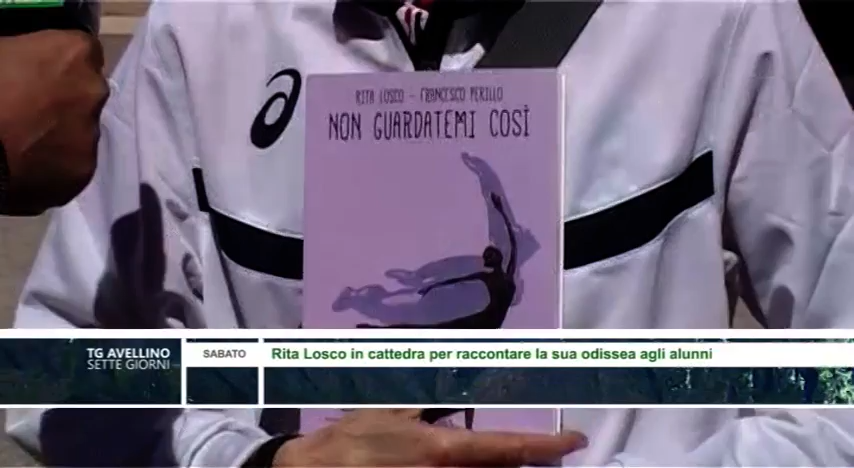 RITA LOSCO - FRANCESCO PERILLO
NON GUARDATEMI COSÌ
TG AVELLINO
SETTE GIORNI
SABATO
Rita Losco in cattedra per raccontare la sua odissea agli alunni